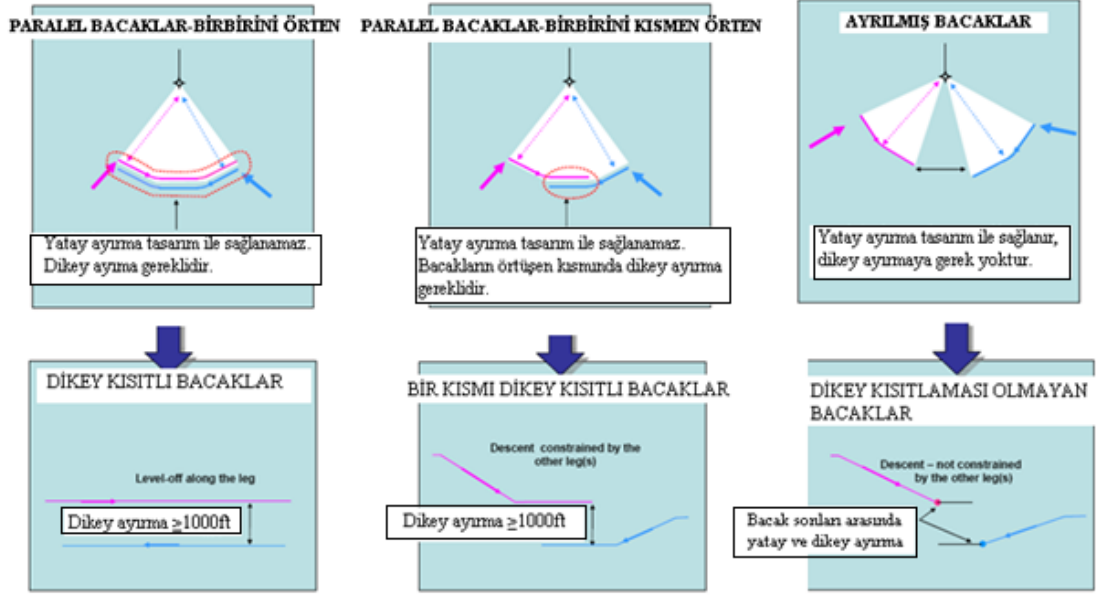 PARALEL BACAKLAR-BİRBİRİNİ ÖRTEN
Yatay ayırma tasarım ile sağlanamaz.
Dikey ayıma gereklidir.
PARALEL BACAKLAR-BİRBİRİNİ KISMEN ÖRTEN
Yatay ayırma tasarım ile sağlanamaz.
Bacakların örtüşen kısmında dikey ayırma
gereklidir.
AYRILMIŞ BACAKLAR
Yatay ayırma tasarım ile sağlanır,
dikey ayırmaya gerek yoktur.
DİKEY KISITLI BACAKLAR
Level-off along the leg
Dikey ayırma ≥1000ft
BİR KISMI DİKEY KISITLI BACAKLAR
Descent constrained by the
other leg(s)
Dikey ayırma ≥1000ft
DİKEY KISITLAMASI OLMAYAN
BACAKLAR
Descent – not constrained
by the other leg(s)
Bacak sonları arasında
yatay ve dikey ayırma